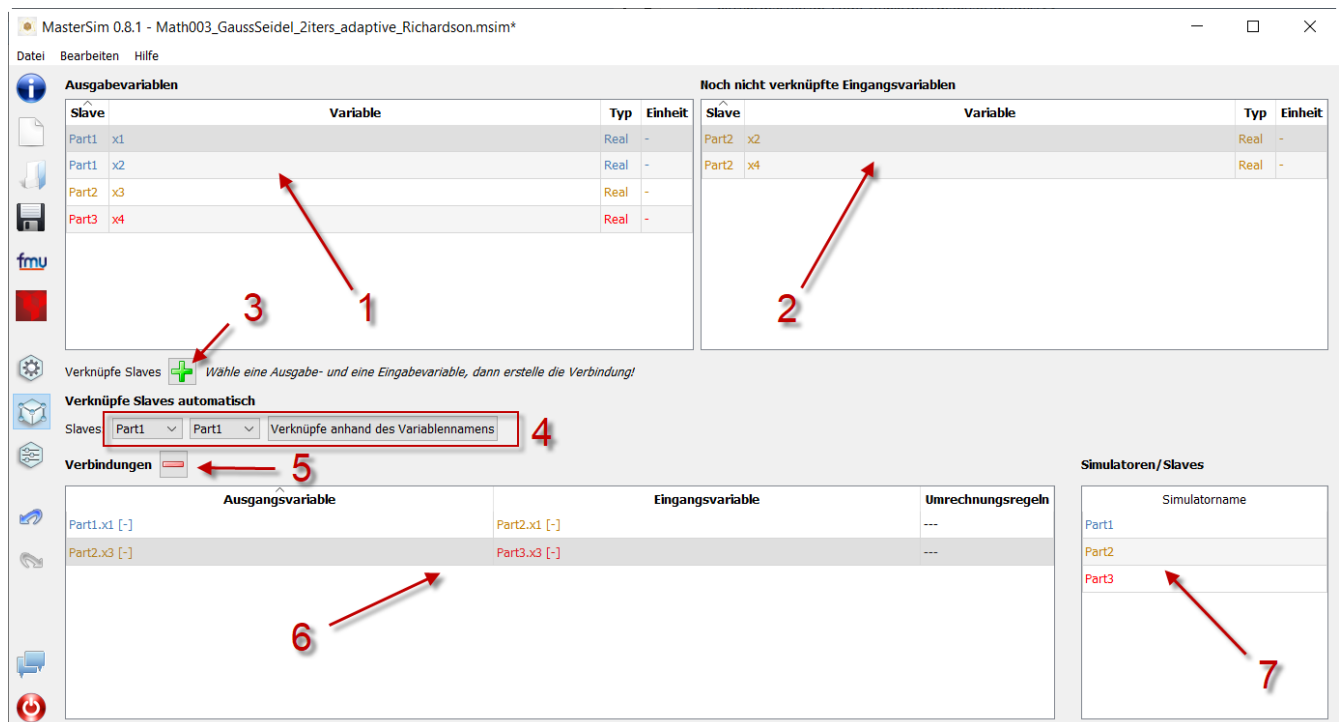 MasterSim 0.8.1 - Math003_GaussSeidel_2iters_adaptive_Richardson.msim*
Datei Bearbeiten Hilfe
Ausgabevariablen
Slave Variable Typ Einheit
Part1 x1 Real -
Part1 x2 Real -
Part2 x3 Real -
Part3 x4 Real -
1
Noch nicht verknüpfte Eingangsvariablen
Slave Variable Typ Einheit
Part2 x2 Real -
Part2 x4 Real -
2
fmu
3
Verknüpfe Slaves Wähle eine Ausgabe- und eine Eingabevariable, dann erstelle die Verbindung!
Verknüpfe Slaves automatisch
Slaves Part1 Part1 Verknüpfe anhand des Variablennamens 4
Verbindungen 5
Ausgangsvariable Eingangsvariable Umrechnungsregeln
Part1.x1 [-] Part2.x1 [-] ---
Part2.x3 [-] Part3.x3 [-] ---
6
Simulatoren/Slaves
Simulatorname
Part1
Part2
Part3
7